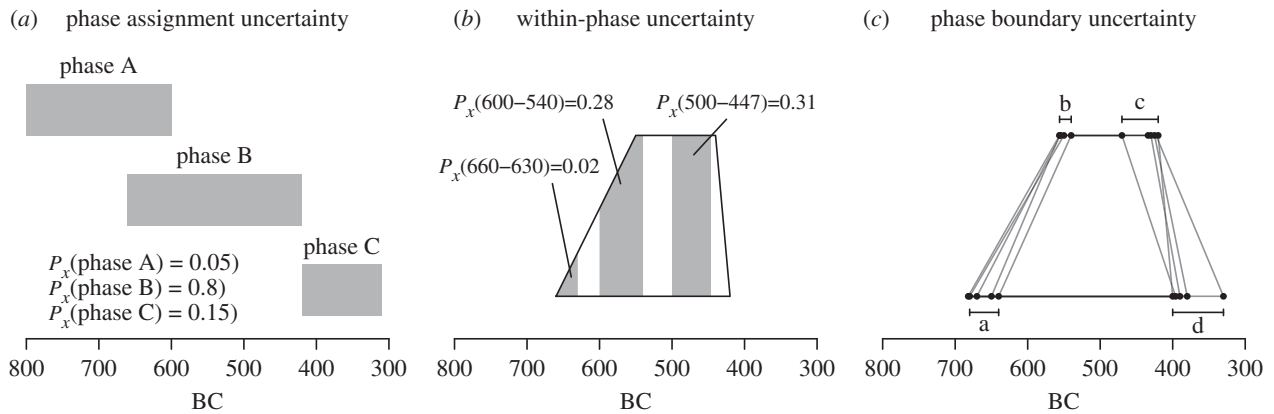 (a) phase assignment uncertainty
phase A
phase B
phase C
Px(phase A) = 0.05)
Px(phase B) = 0.8)
Px(phase C) = 0.15)
800 700 600 500 400 300
BC
(b) within-phase uncertainty
Px(600−540)=0.28 Px(500−447)=0.31
Px(660−630)=0.02
800 700 600 500 400 300
BC
(c) phase boundary uncertainty
b c
a d
800 700 600 500 400 300
BC